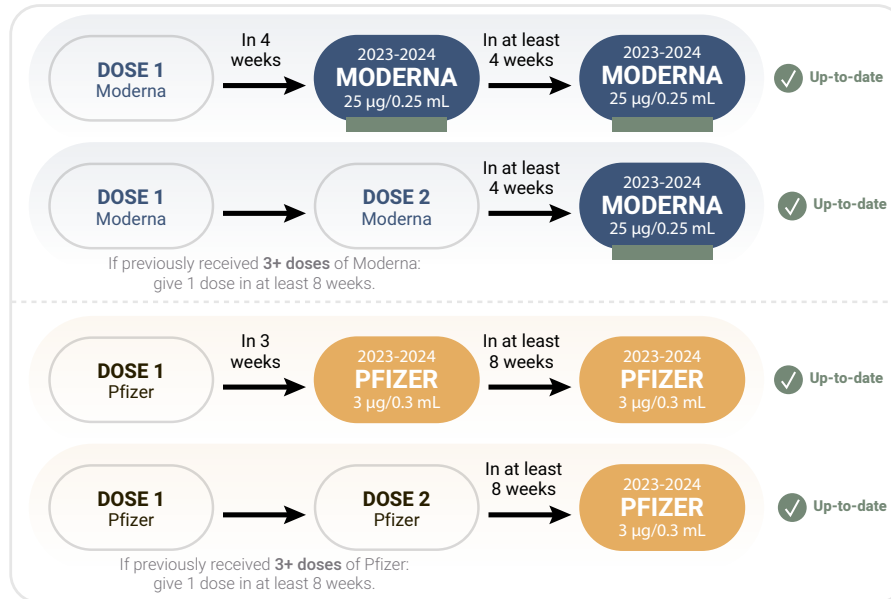 In 4
weeks
In at least
4 weeks
DOSE 1
Moderna
2023-2024
MODERNA
25 µg/0.25 mL
2023-2024
MODERNA
25 µg/0.25 mL
Up-to-date
In at least
4 weeks
DOSE 1
Moderna
DOSE 2
Moderna
2023-2024
MODERNA
25 µg/0.25 mL
Up-to-date
If previously received 3+ doses of Moderna:
give 1 dose in at least 8 weeks.
In 3
weeks
In at least
8 weeks
DOSE 1
Pfizer
2023-2024
PFIZER
3 µg/0.3 mL
2023-2024
PFIZER
3 µg/0.3 mL
Up-to-date
In at least
8 weeks
DOSE 1
Pfizer
DOSE 2
Pfizer
2023-2024
PFIZER
3 µg/0.3 mL
Up-to-date
If previously received 3+ doses of Pfizer:
give 1 dose in at least 8 weeks.